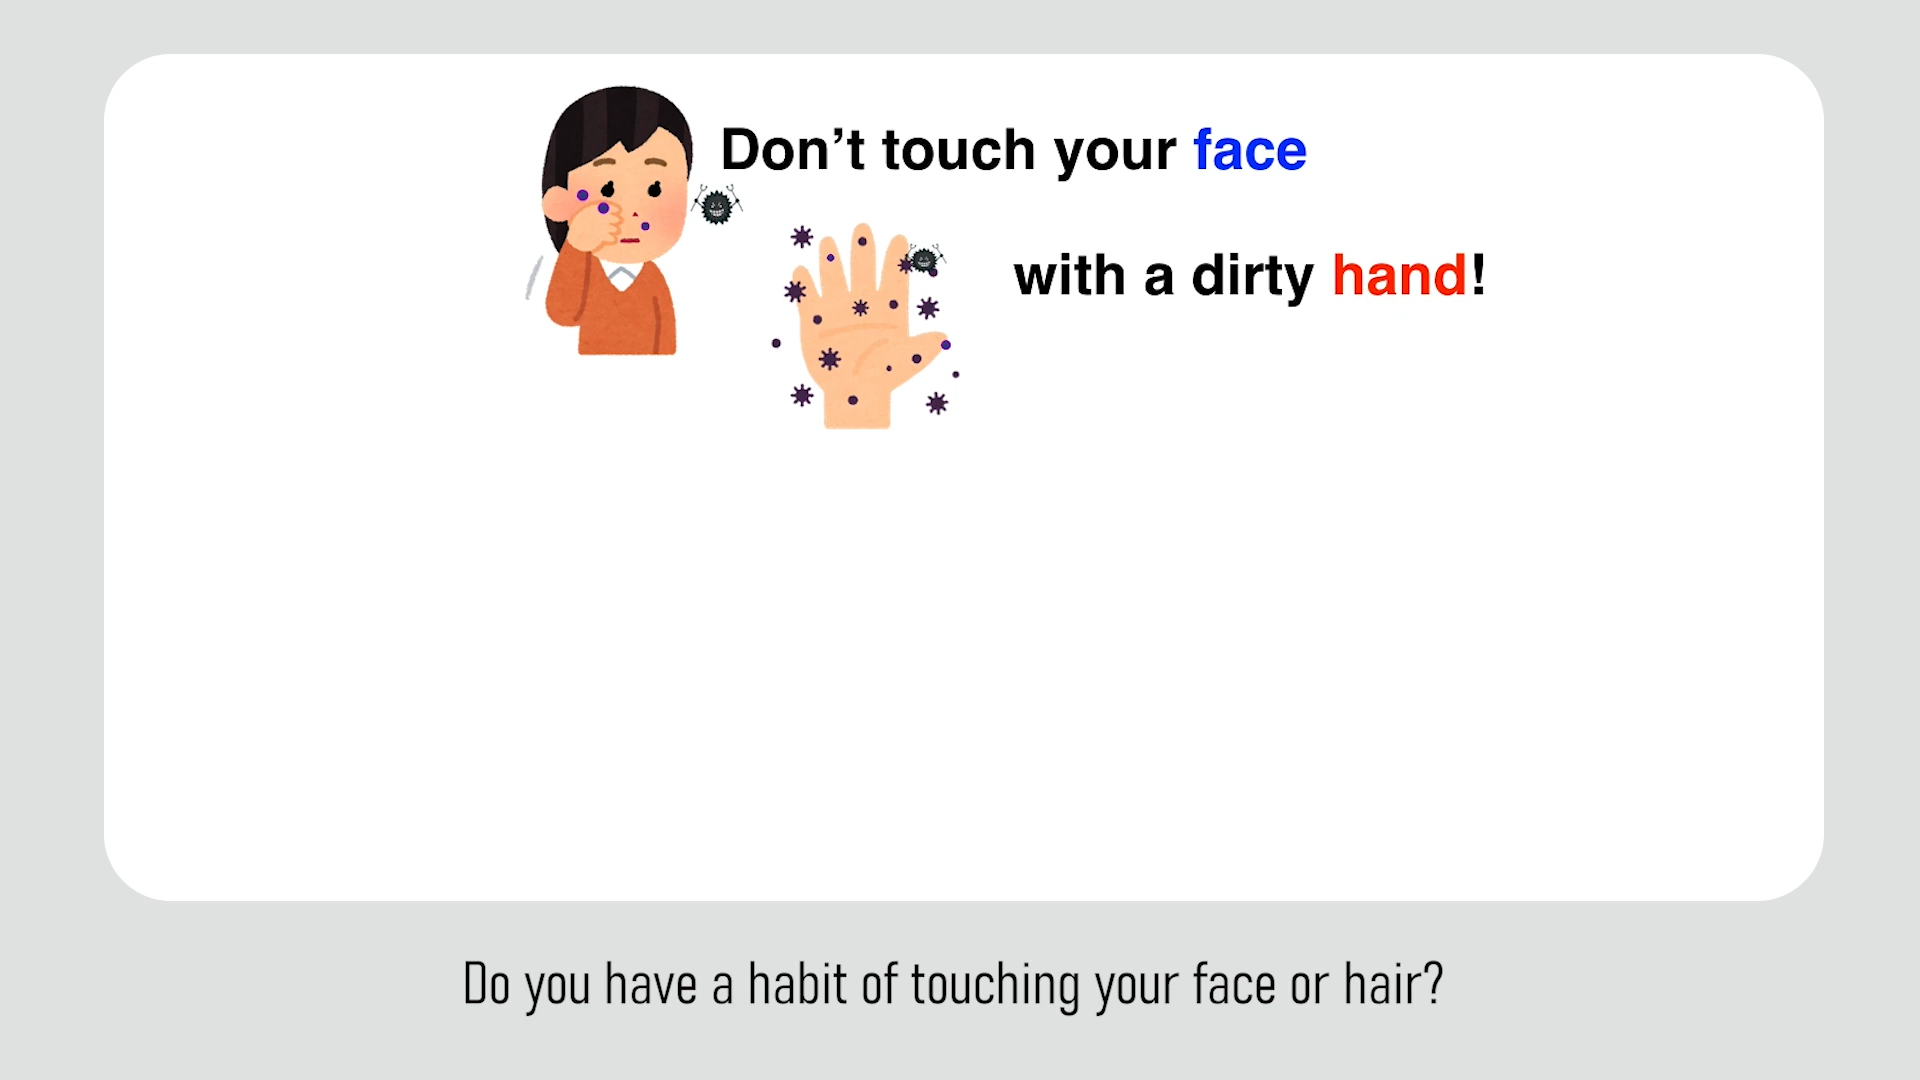 Don’t touch your face
with a dirty hand!
Do you have a habit of touching your face or hair?